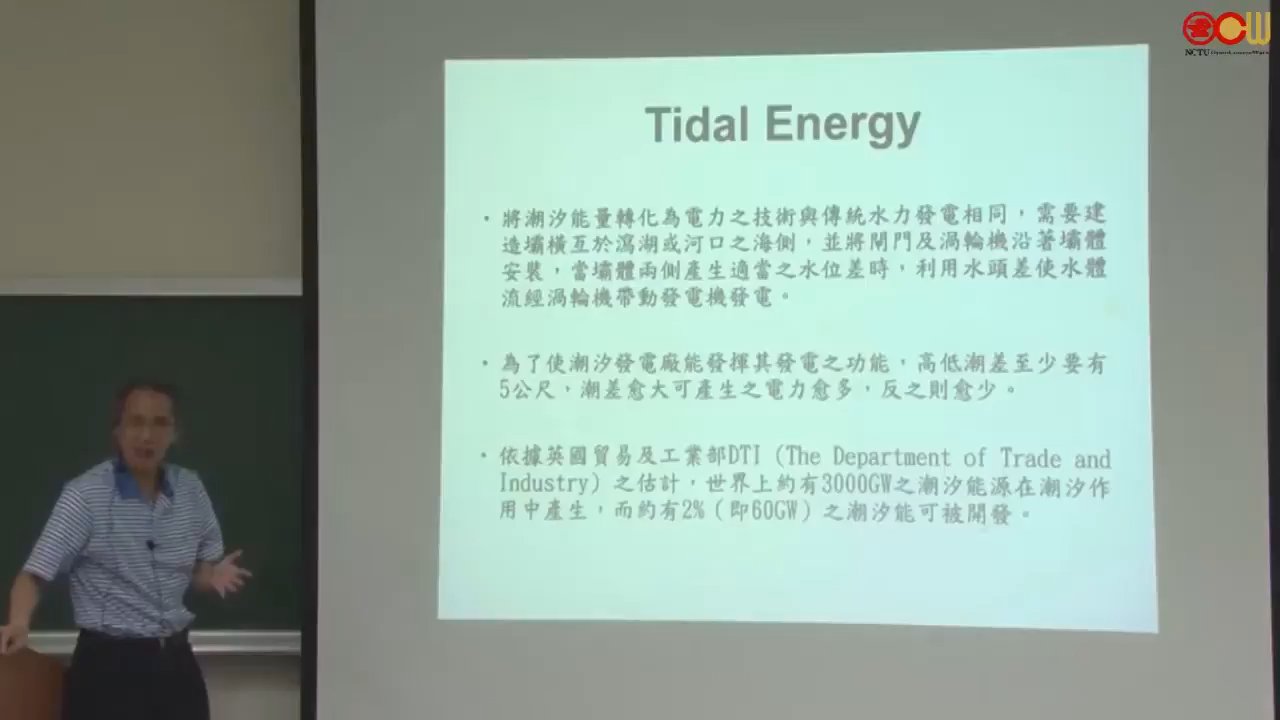 OCW
NCTU OpenCourseWare
Tidal Energy
• 將潮汐能量轉化為電力之技術與傳統水力發電相同，需要建
造壩橫亙於瀉湖或河口之海側，並將閘門及渦輪機沿著壩體
安裝，當壩體兩側產生適當之水位差時，利用水頭差使水體
流經渦輪機帶動發電機發電。
• 為了使潮汐發電廠能發揮其發電之功能，高低潮差至少要有
5公尺，潮差愈大可產生之電力愈多，反之則愈少。
• 依據英國貿易及工業部DTI (The Department of Trade and
Industry) 之估計，世界上約有3000GW之潮汐能源在潮汐作
用中產生，而約有2%（即60GW）之潮汐能可被開發。